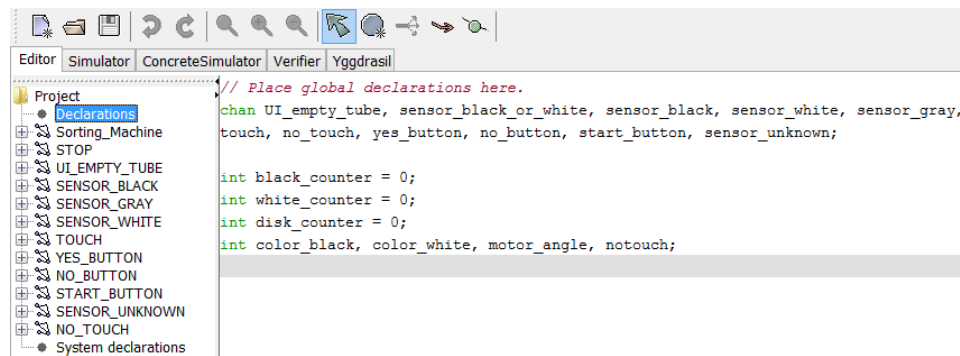 Editor Simulator ConcreteSimulator Verifier Yggdrasil
Project
Declarations
Sorting_Machine
STOP
UI_EMPTY_TUBE
SENSOR_BLACK
SENSOR_GRAY
SENSOR_WHITE
TOUCH
YES_BUTTON
NO_BUTTON
START_BUTTON
SENSOR_UNKNOWN
NO_TOUCH
System declarations
// Place global declarations here.
chan UI_empty_tube, sensor_black_or_white, sensor_black, sensor_white, sensor_gray,
touch, no_touch, yes_button, no_button, start_button, sensor_unknown;
int black_counter = 0;
int white_counter = 0;
int disk_counter = 0;
int color_black, color_white, motor_angle, notouch;